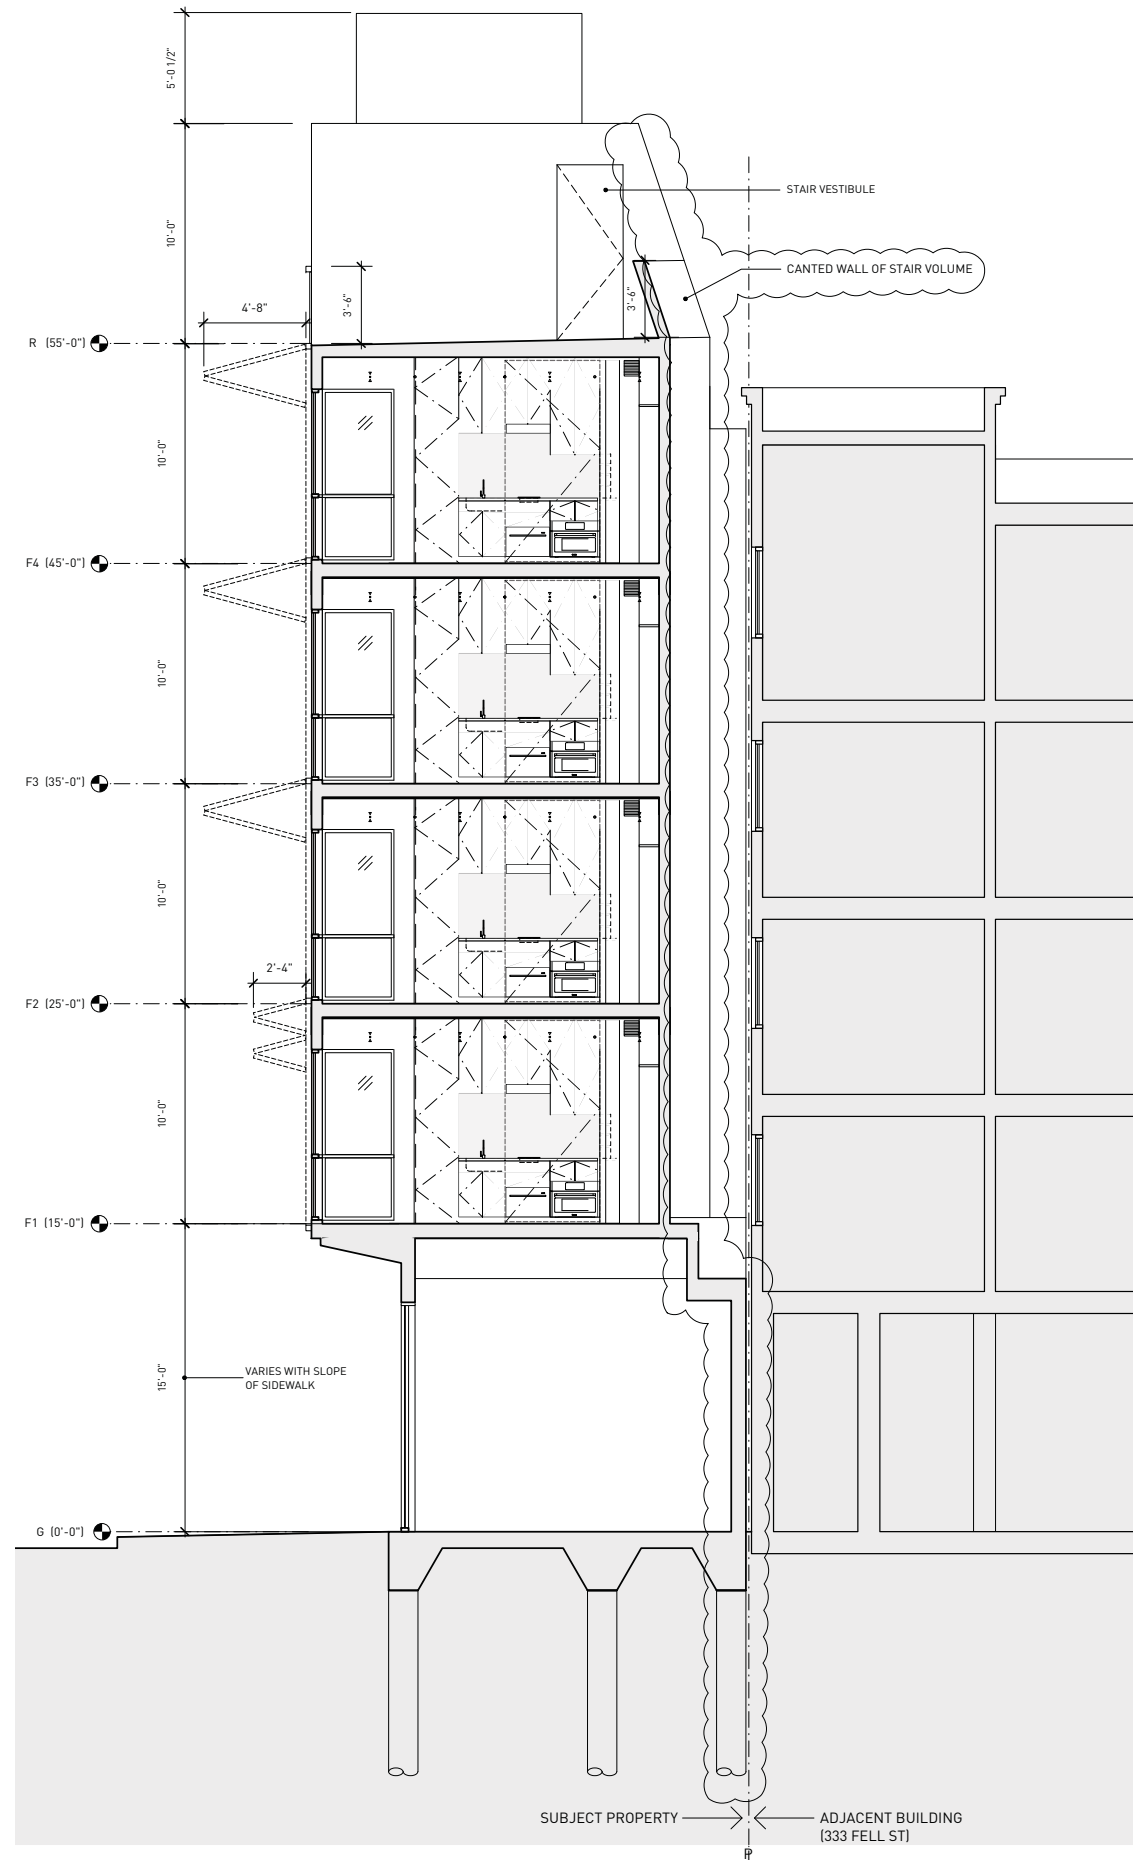 5'-0 1/2"
10'-0"
STAIR VESTIBULE
CANTED WALL OF STAIR VOLUME
4'-8"
3'-6"
3'-6"
R (55'-0")
10'-0"
F4 (45'-0")
10'-0"
F3 (35'-0")
10'-0"
2'-4"
F2 (25'-0")
10'-0"
F1 (15'-0")
15'-0"
VARIES WITH SLOPE
OF SIDEWALK
G (0'-0")
SUBJECT PROPERTY
ADJACENT BUILDING
(333 FELL ST)